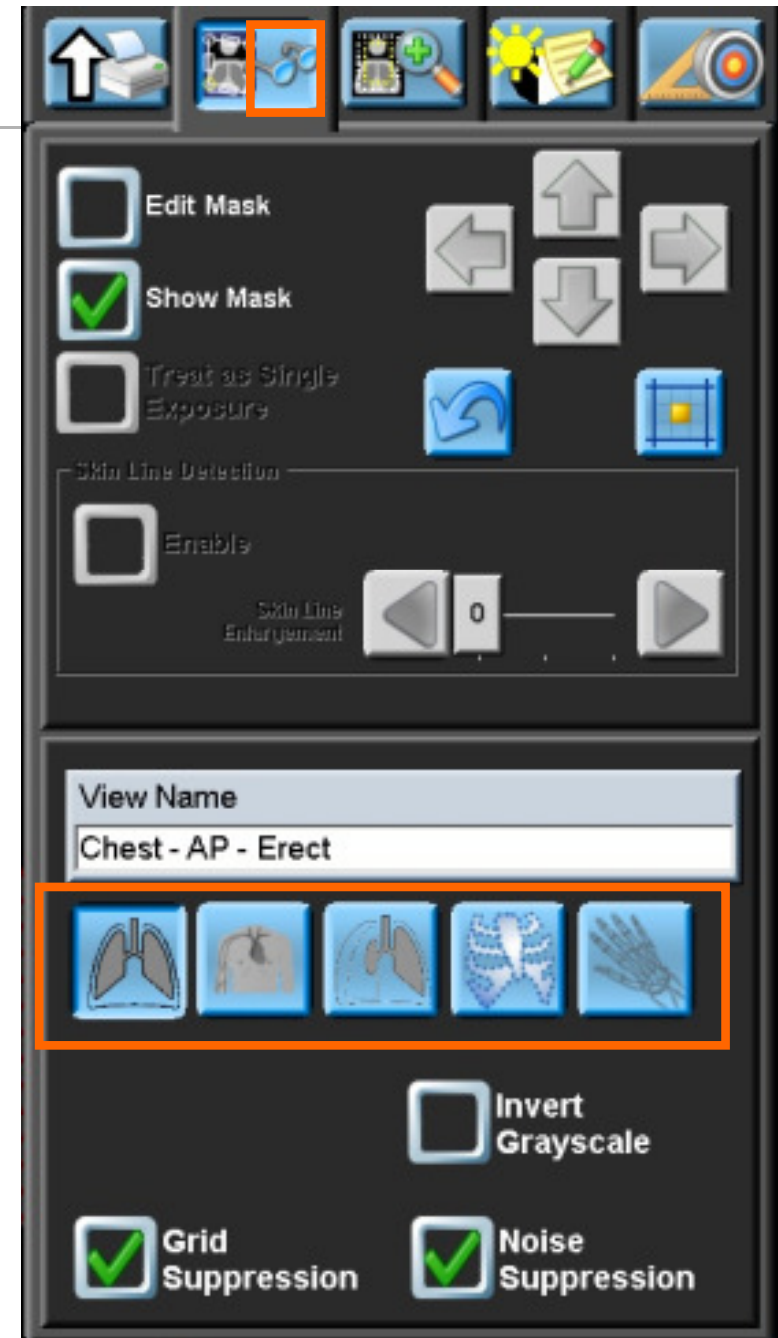 Edit Mask
Show Mask
Treat as Single
Exposure
Skin Line Detection
Enable
Skin Line
Enlargement
0
View Name
Chest - AP - Erect
Invert
Grayscale
Grid
Suppression
Noise
Suppression